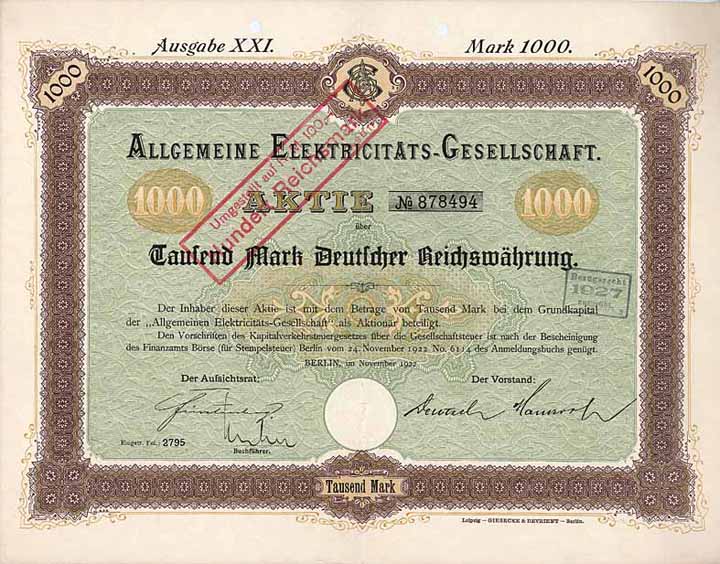 Ausgabe XXI. Mark 1000.
1000 1000
ALLGEMEINE ELEKTRICITÄTS-GESELLSCHAFT.
1000 AKTIE № 878494 1000
über
Tausend Mark Deutscher Reichswährung.
Umgestellt auf
Hundert Reichsmark
1927
Der Inhaber dieser Aktie ist mit dem Betrage von Tausend Mark bei dem Grundkapital
der „Allgemeinen Elektricitäts-Gesellschaft" als Aktionär beteiligt.
Den Vorschriften des Kapitalverkehrsteuergesetzes über die Gesellschaftsteuer ist nach der Bescheinigung
des Finanzamts Börse (für Stempelsteuer) Berlin vom 24. November 1922 No. 6114 des Anmeldungsbuchs genügt.
BERLIN, im November 1922.
Der Aufsichtsrat: Der Vorstand:
Eingetr. Fol.: 2795
Buchführer.
Tausend Mark
Leipzig — GIESECKE & DEVRIENT — Berlin.